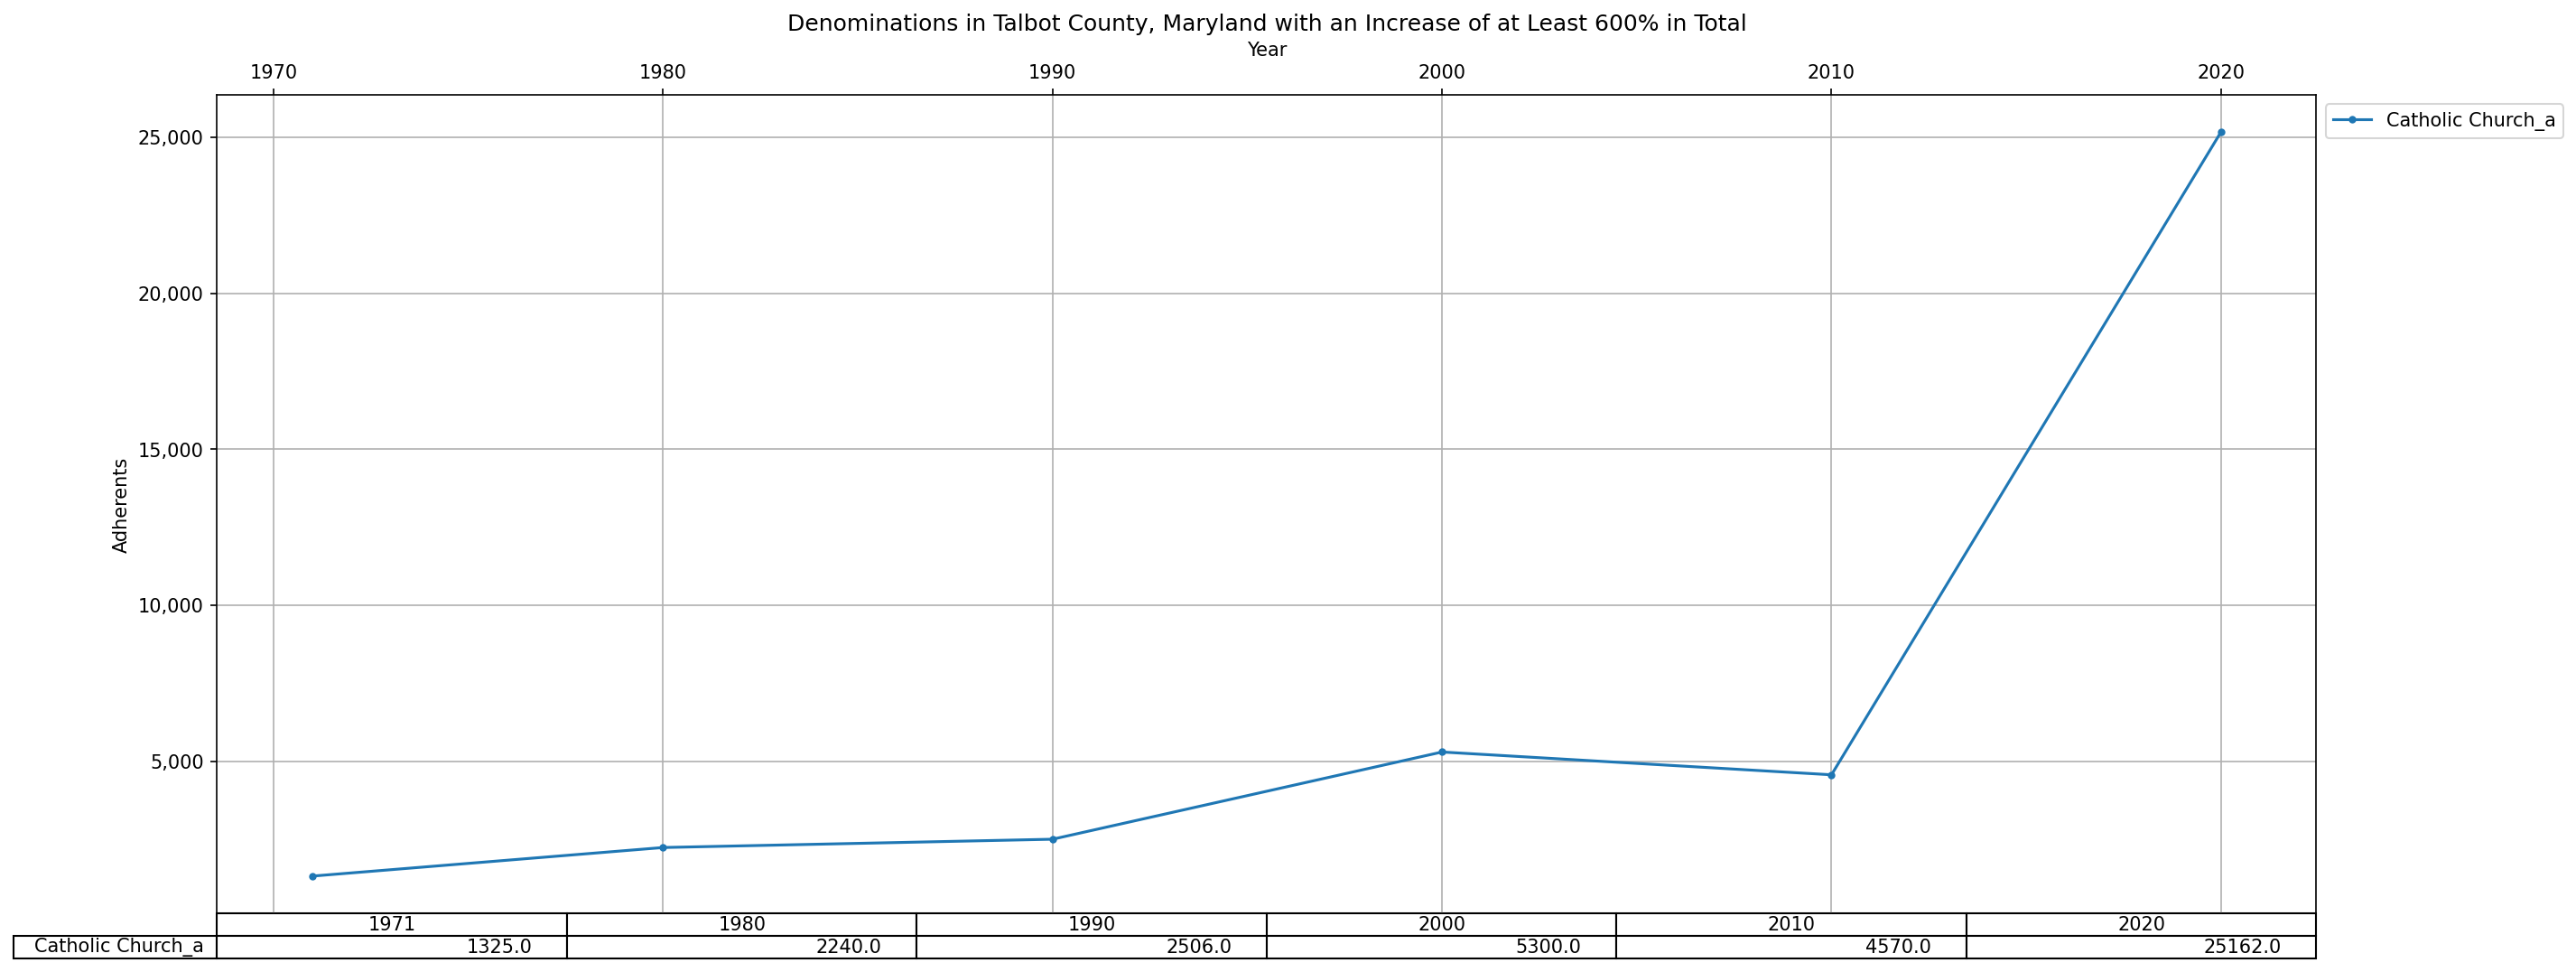 Denominations in Talbot County, Maryland with an Increase of at Least 600% in Total
Year
1970 1980 1990 2000 2010 2020
Catholic Church_a
25,000
20,000
15,000
10,000
5,000
Adherents
1971 1980 1990 2000 2010 2020
Catholic Church_a 1325.0 2240.0 2506.0 5300.0 4570.0 25162.0